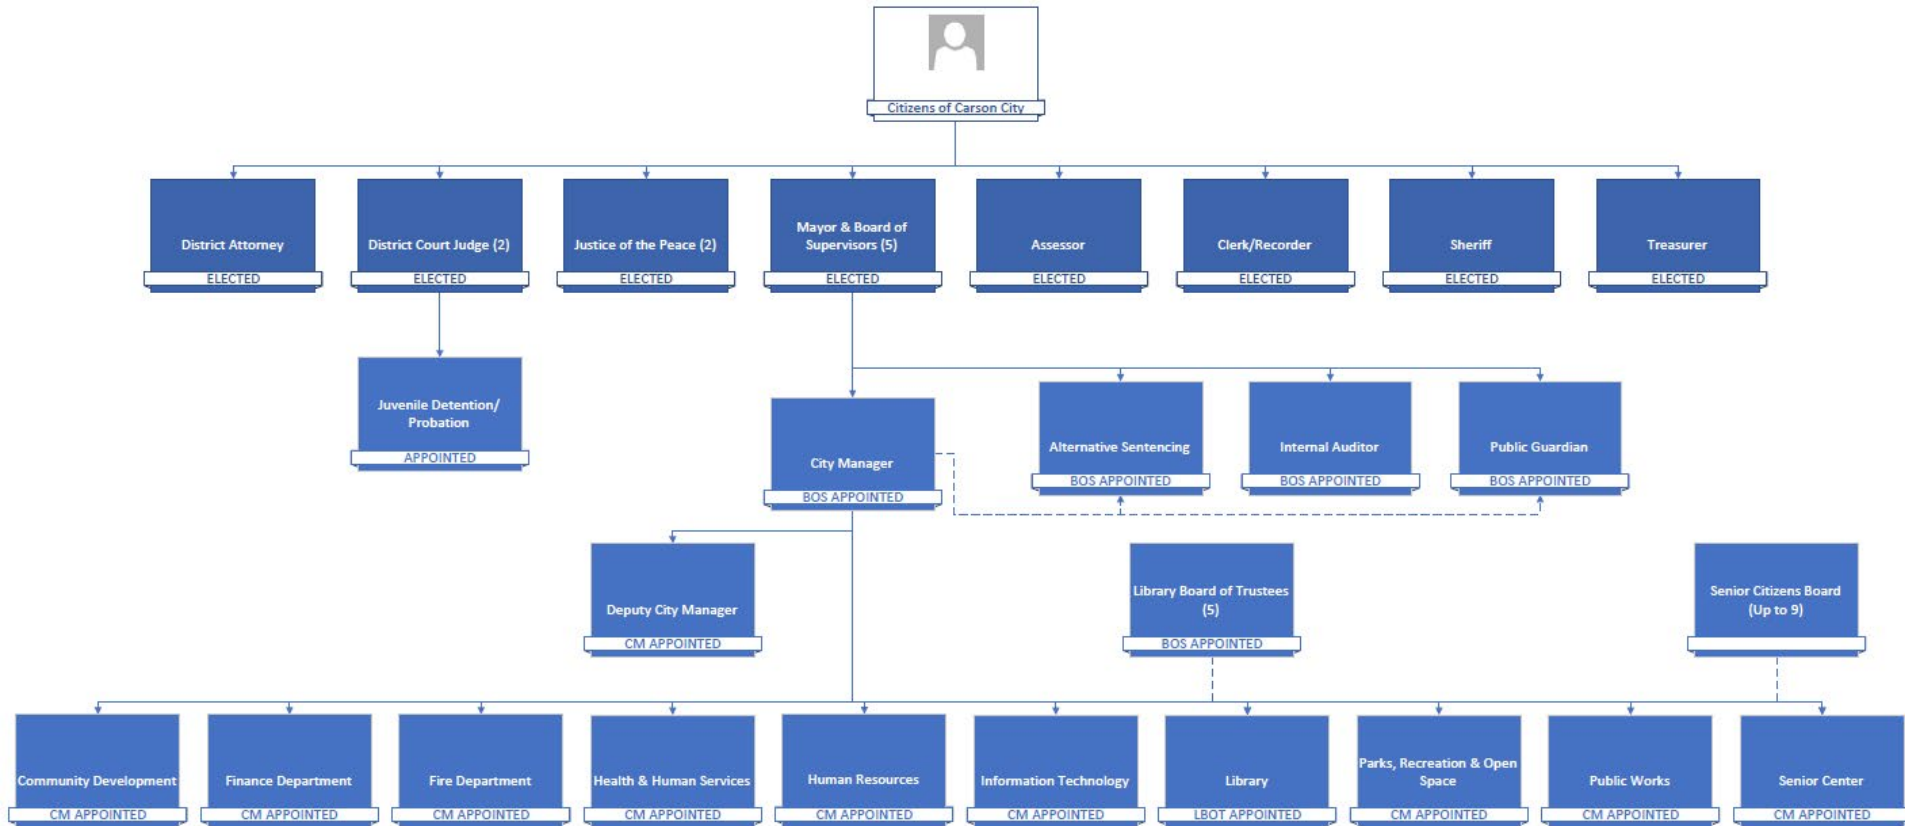 Citizens of Carson City
District Attorney
ELECTED
District Court Judge (2)
ELECTED
Justice of the Peace (2)
ELECTED
Mayor & Board of
Supervisors (5)
ELECTED
Assessor
ELECTED
Clerk/Recorder
ELECTED
Sheriff
ELECTED
Treasurer
ELECTED
Juvenile Detention/
Probation
APPOINTED
City Manager
BOS APPOINTED
Alternative Sentencing
BOS APPOINTED
Internal Auditor
BOS APPOINTED
Public Guardian
BOS APPOINTED
Deputy City Manager
CM APPOINTED
Library Board of Trustees
(5)
BOS APPOINTED
Senior Citizens Board
(Up to 9)
Community Development
CM APPOINTED
Finance Department
CM APPOINTED
Fire Department
CM APPOINTED
Health & Human Services
CM APPOINTED
Human Resources
CM APPOINTED
Information Technology
CM APPOINTED
Library
LBOT APPOINTED
Parks, Recreation & Open
Space
CM APPOINTED
Public Works
CM APPOINTED
Senior Center
CM APPOINTED